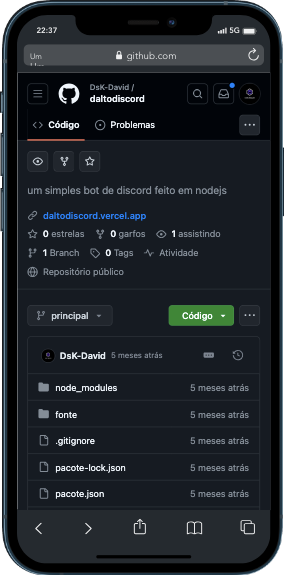 22:37
5G
Um
Um
github.com
DsK-David /
daltodiscord
Código
Problemas
um simples bot de discord feito em nodejs
daltodiscord.vercel.app
0 estrelas 0 garfos 1 assistindo
1 Branch 0 Tags Atividade
Repositório público
principal
Código
DsK-David 5 meses atrás
node_modules 5 meses atrás
fonte 5 meses atrás
.gitignore 5 meses atrás
pacote-lock.json 5 meses atrás
pacote.json 5 meses atrás